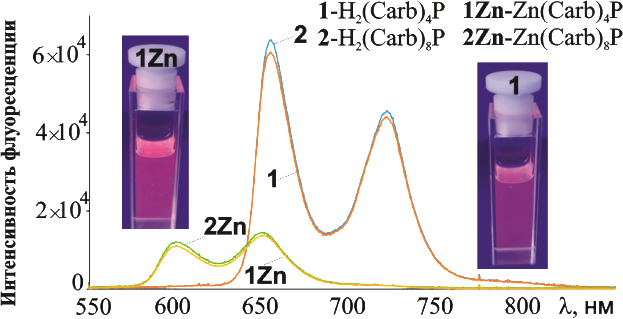 1-H₂(Carb)₄P 1Zn-Zn(Carb)₄P
2-H₂(Carb)₈P 2Zn-Zn(Carb)₈P
Интенсивность флуоресценции
6×10⁴
4×10⁴
2×10⁴
0
1Zn
2
1
1
2Zn
1Zn
550 600 650 700 750 800 λ, нм